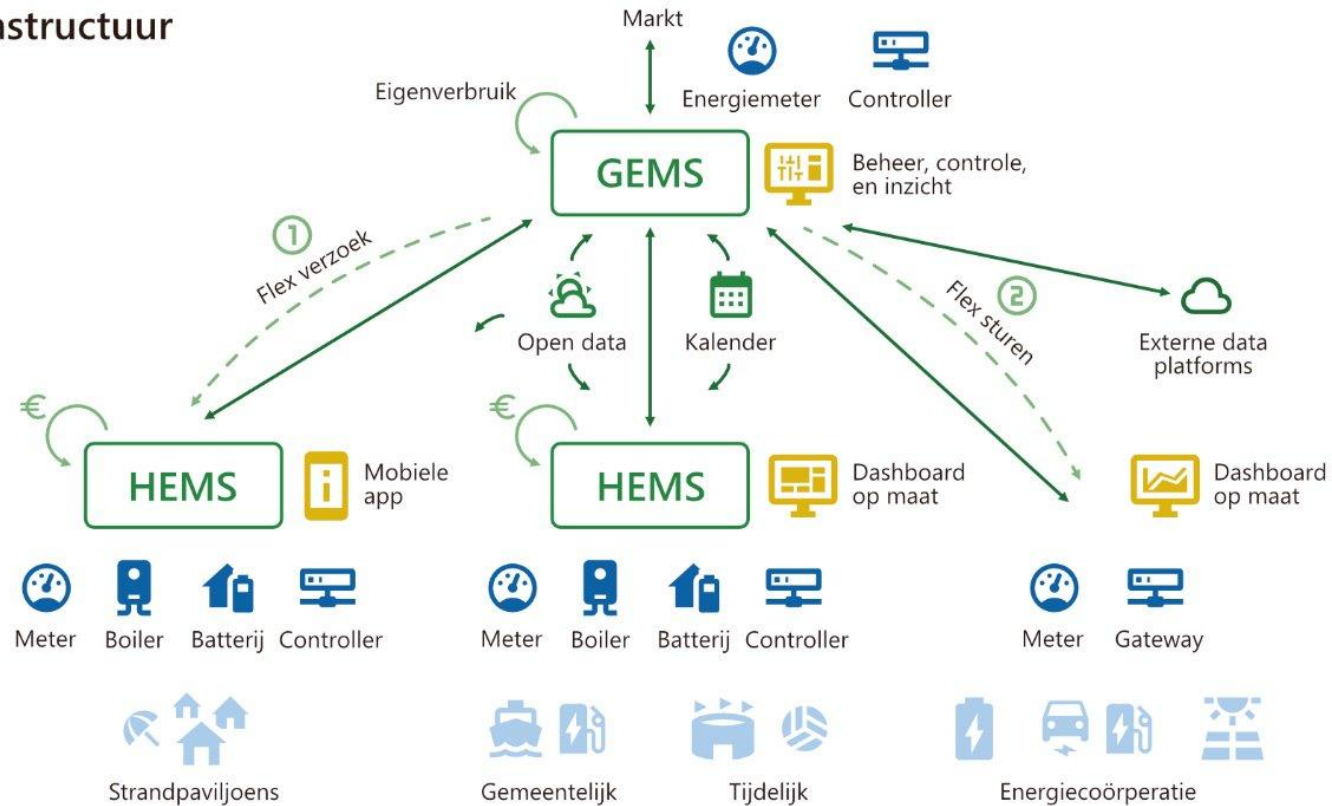 nstructuur
Markt
Eigenverbruik
Energiemeter
Controller
GEMS
Beheer, controle,
en inzicht
1
Flex verzoek
Open data
Kalender
2
Flex sturen
Externe data
platforms
€
HEMS
Mobiele
app
€
HEMS
Dashboard
op maat
Dashboard
op maat
Meter
Boiler
Batterij
Controller
Meter
Boiler
Batterij
Controller
Meter
Gateway
Strandpaviljoens
Gemeentelijk
Tijdelijk
Energiecoörperatie